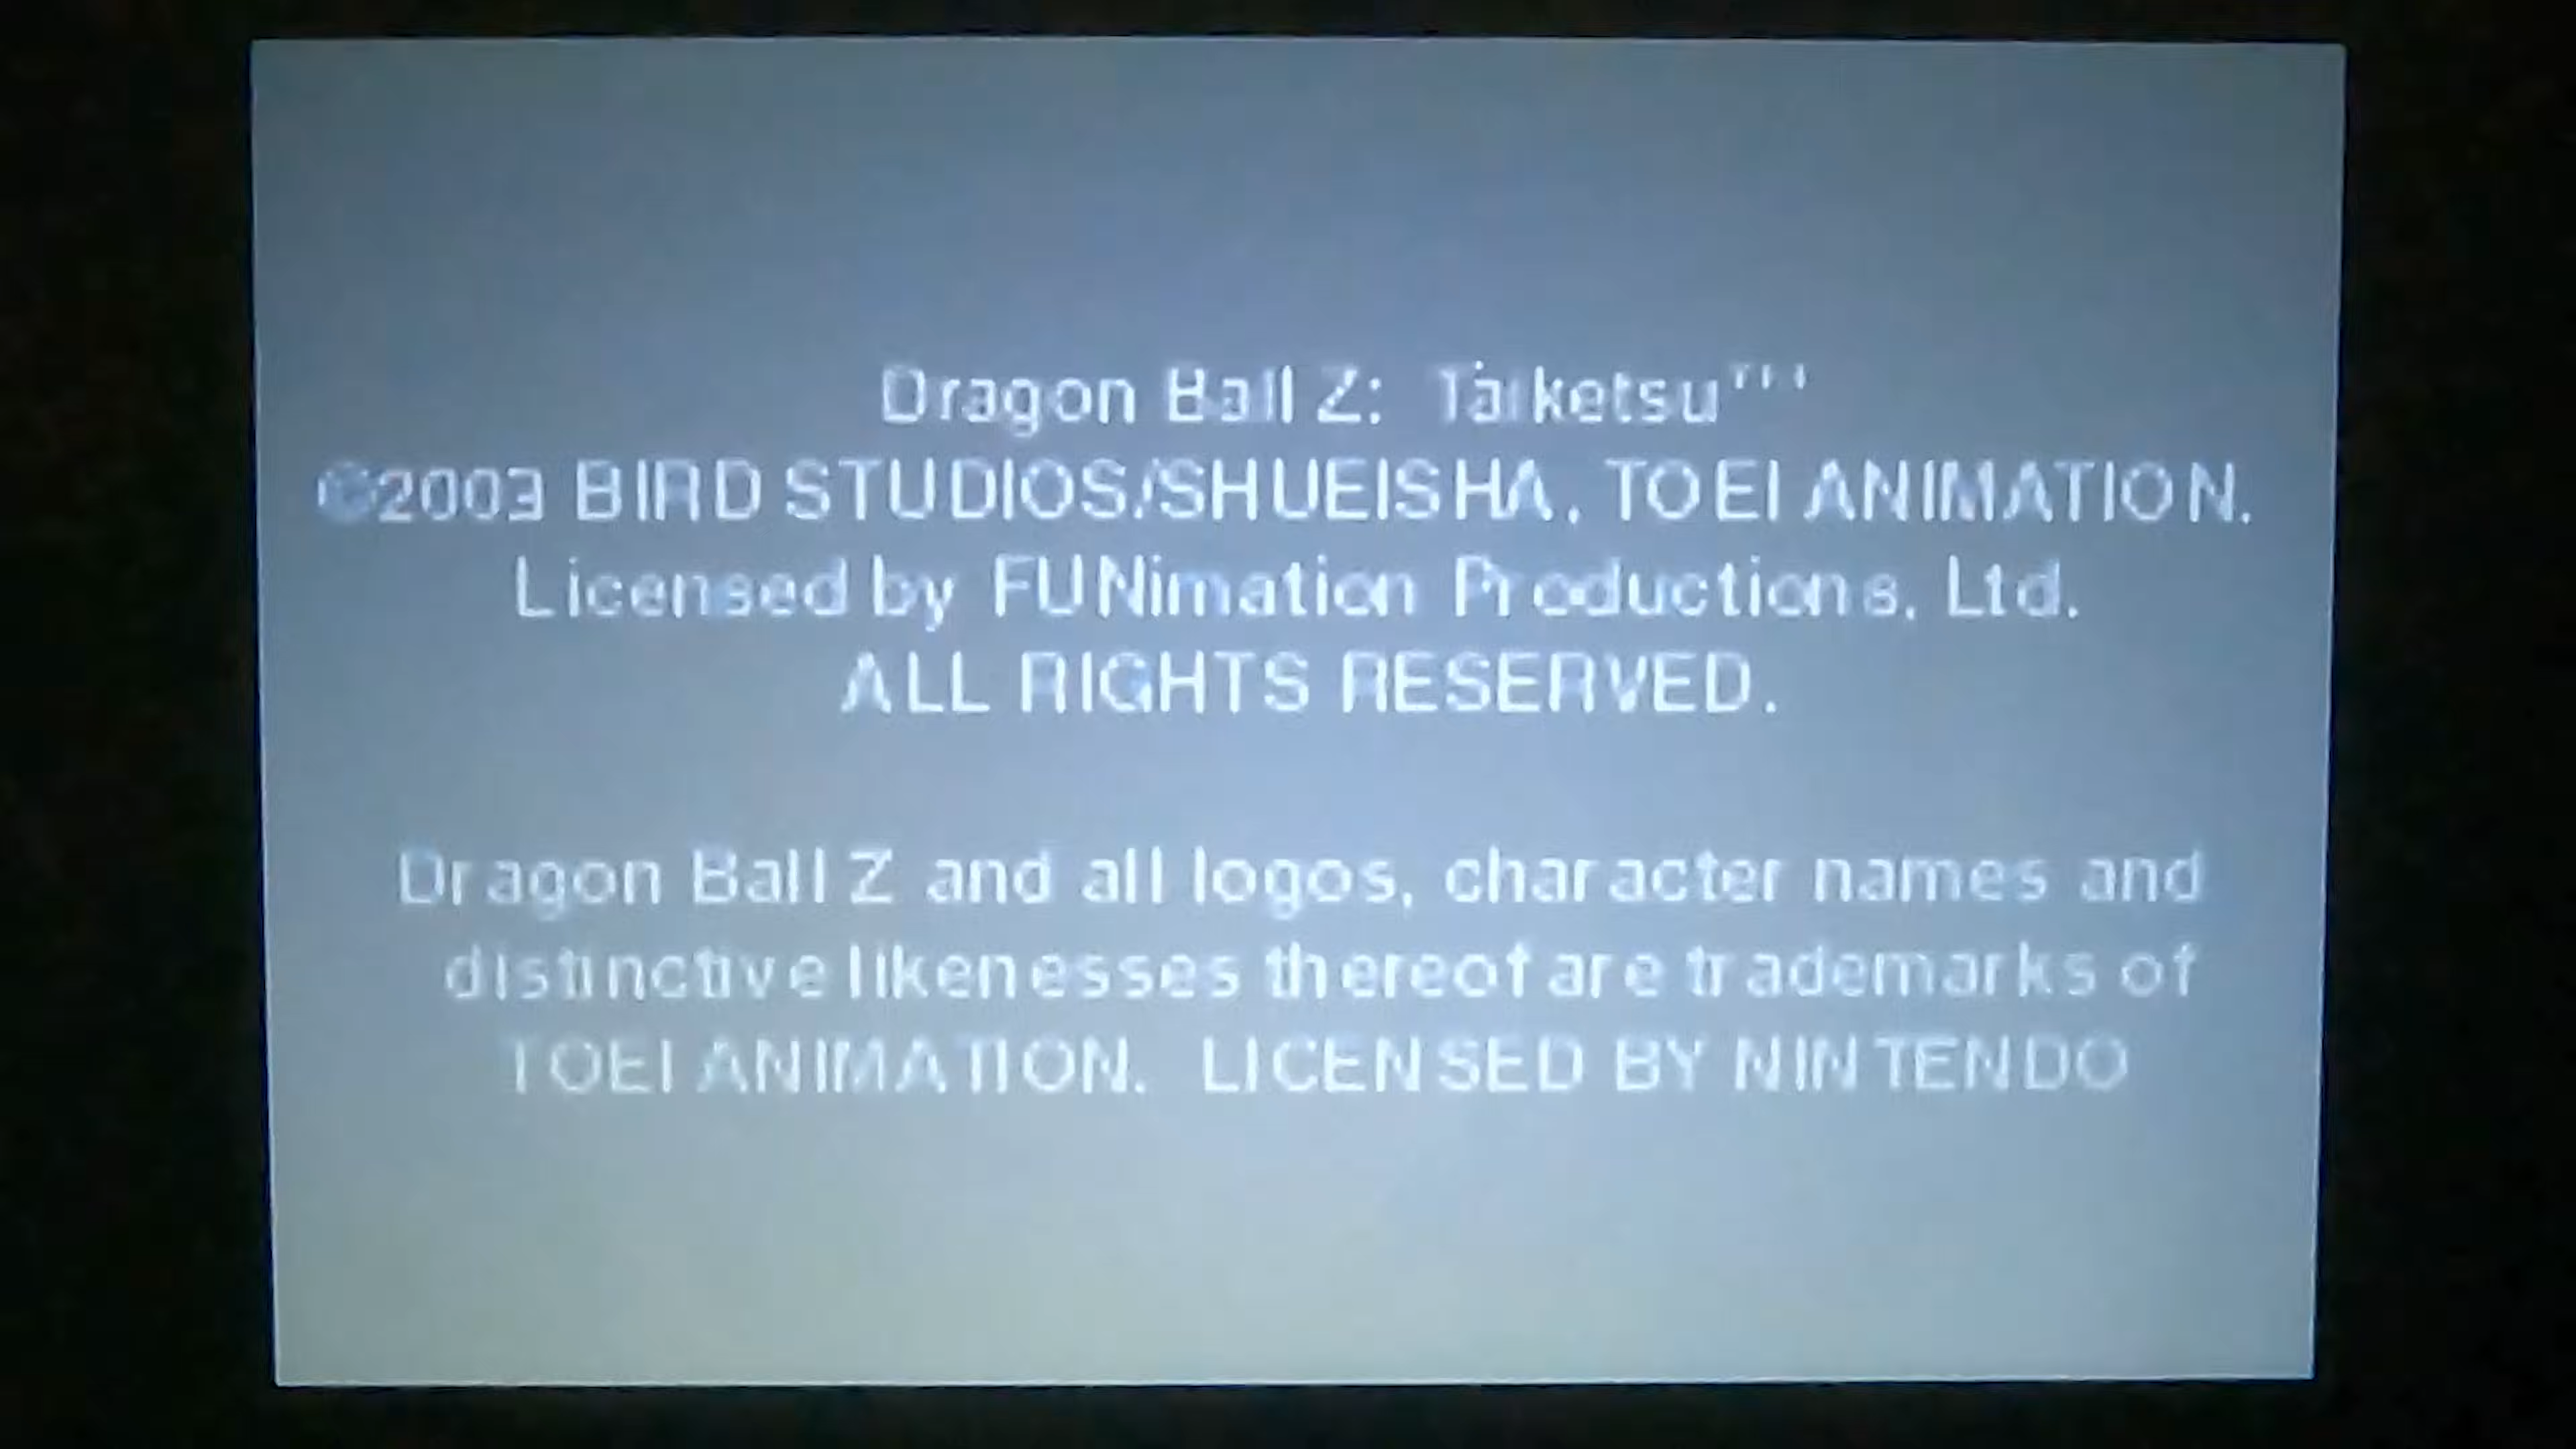 Dragon Ball Z: Taiketsu™
©2003 BIRD STUDIOS/SHUEISHA, TOEI ANIMATION.
Licensed by FUNimation Productions, Ltd.
ALL RIGHTS RESERVED.
Dragon Ball Z and all logos, character names and
distinctive likenesses thereof are trademarks of
TOEI ANIMATION. LICENSED BY NINTENDO